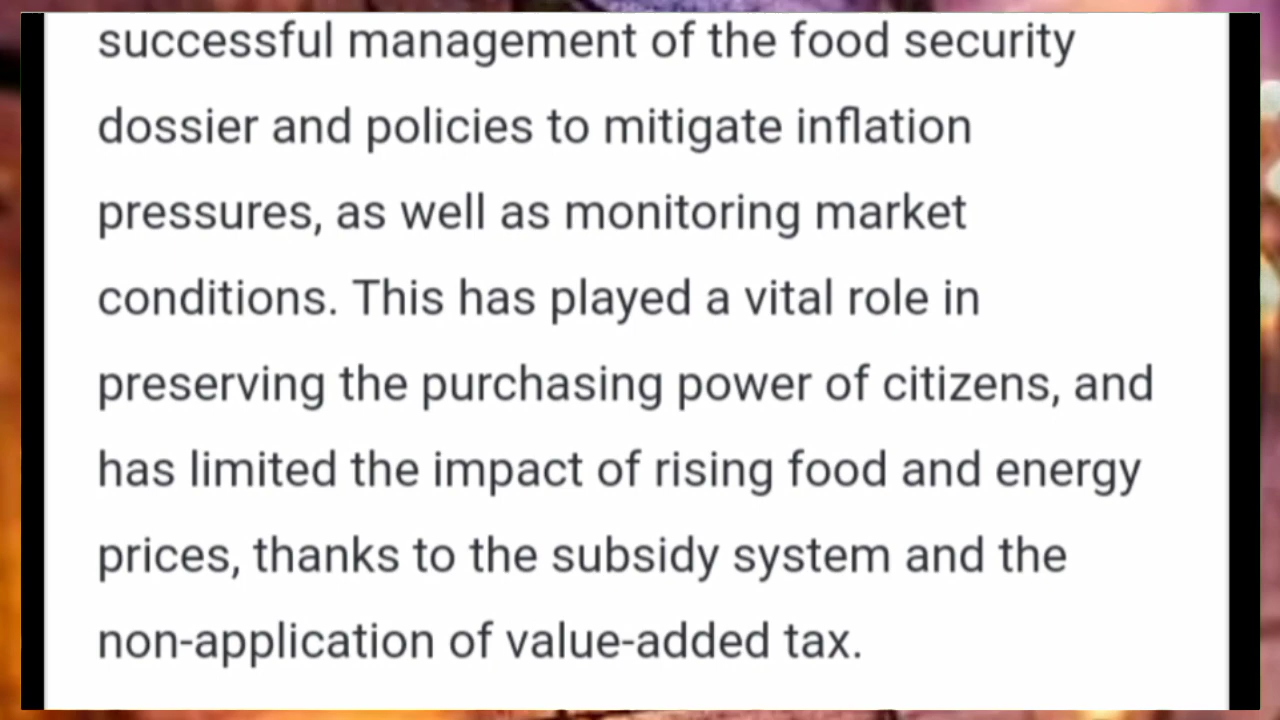 successful management of the food security
dossier and policies to mitigate inflation
pressures, as well as monitoring market
conditions. This has played a vital role in
preserving the purchasing power of citizens, and
has limited the impact of rising food and energy
prices, thanks to the subsidy system and the
non-application of value-added tax.